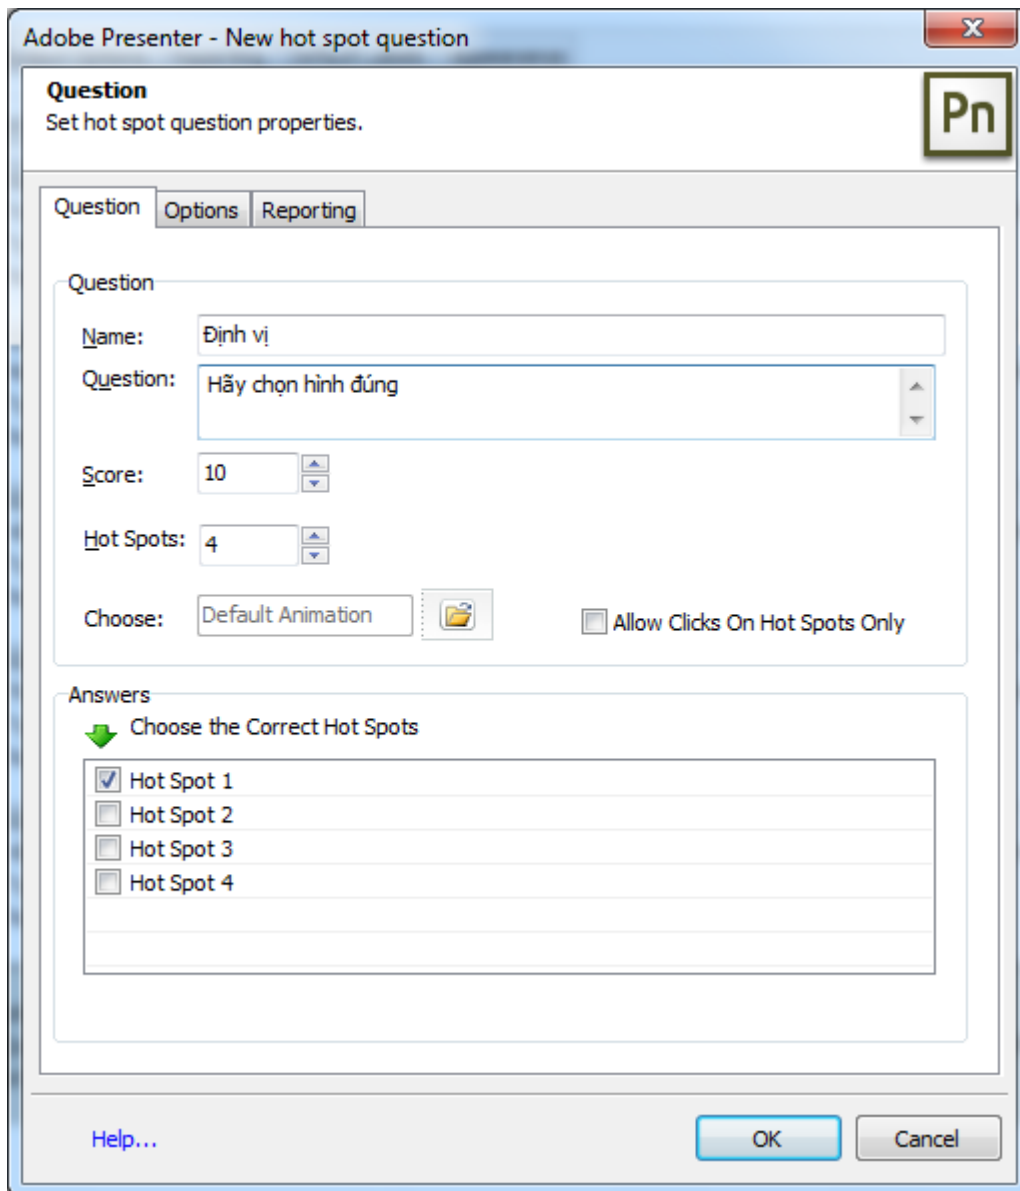 Adobe Presenter - New hot spot question
Question
Set hot spot question properties.
Pn
Question Options Reporting
Question
Name: Định vị
Question: Hãy chọn hình đúng
Score: 10
Hot Spots: 4
Choose: Default Animation Allow Clicks On Hot Spots Only
Answers
Choose the Correct Hot Spots
Hot Spot 1
Hot Spot 2
Hot Spot 3
Hot Spot 4
Help... OK Cancel